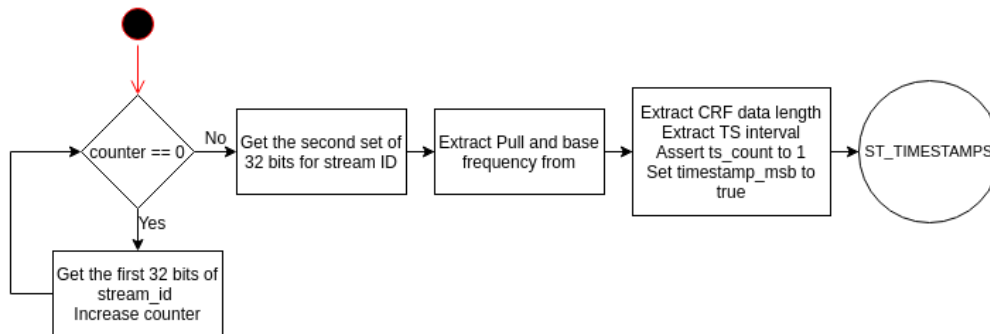 counter == 0
No
Yes
Get the first 32 bits of
stream_id
Increase counter
Get the second set of
32 bits for stream ID
Extract Pull and base
frequency from
Extract CRF data length
Extract TS interval
Assert ts_count to 1
Set timestamp_msb to
true
ST_TIMESTAMPS